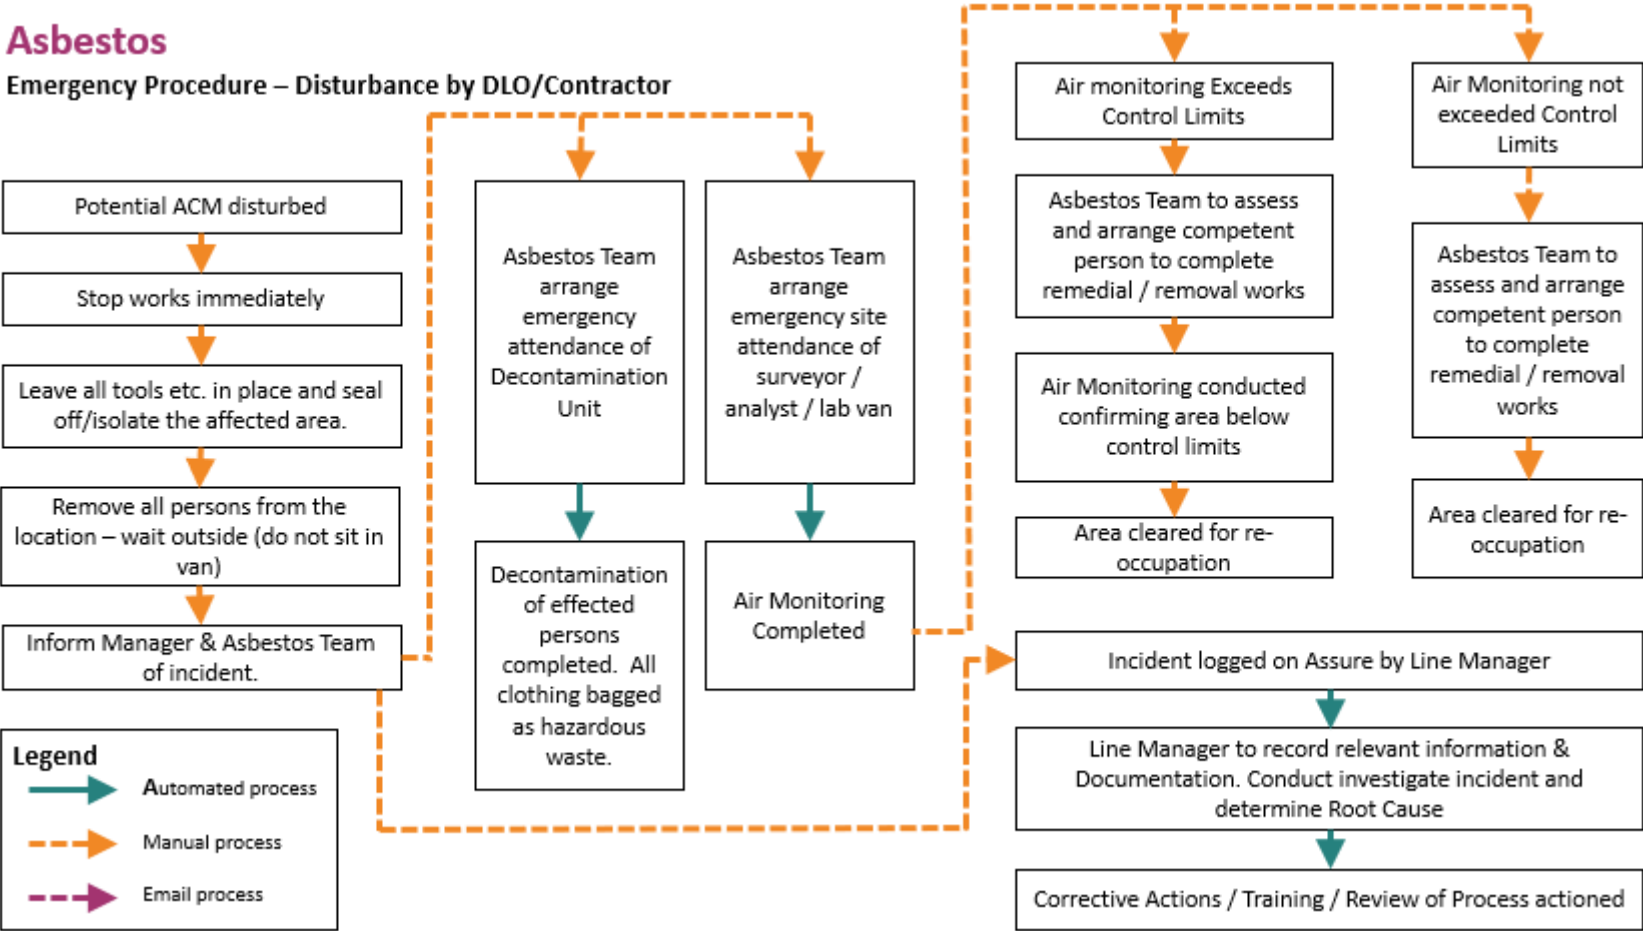 Asbestos
Emergency Procedure – Disturbance by DLO/Contractor
Potential ACM disturbed
Stop works immediately
Leave all tools etc. in place and seal
off/isolate the affected area.
Remove all persons from the
location – wait outside (do not sit in
van)
Inform Manager & Asbestos Team
of incident.
Asbestos Team
arrange
emergency
attendance of
Decontamination
Unit
Decontamination
of effected
persons
completed. All
clothing bagged
as hazardous
waste.
Asbestos Team
arrange
emergency site
attendance of
surveyor /
analyst / lab van
Air Monitoring
Completed
Air monitoring Exceeds
Control Limits
Asbestos Team to assess
and arrange competent
person to complete
remedial / removal works
Air Monitoring conducted
confirming area below
control limits
Area cleared for re-
occupation
Air Monitoring not
exceeded Control
Limits
Asbestos Team to
assess and arrange
competent person
to complete
remedial / removal
works
Area cleared for re-
occupation
Incident logged on Assure by Line Manager
Line Manager to record relevant information &
Documentation. Conduct investigate incident and
determine Root Cause
Corrective Actions / Training / Review of Process actioned
Legend
Automated process
Manual process
Email process